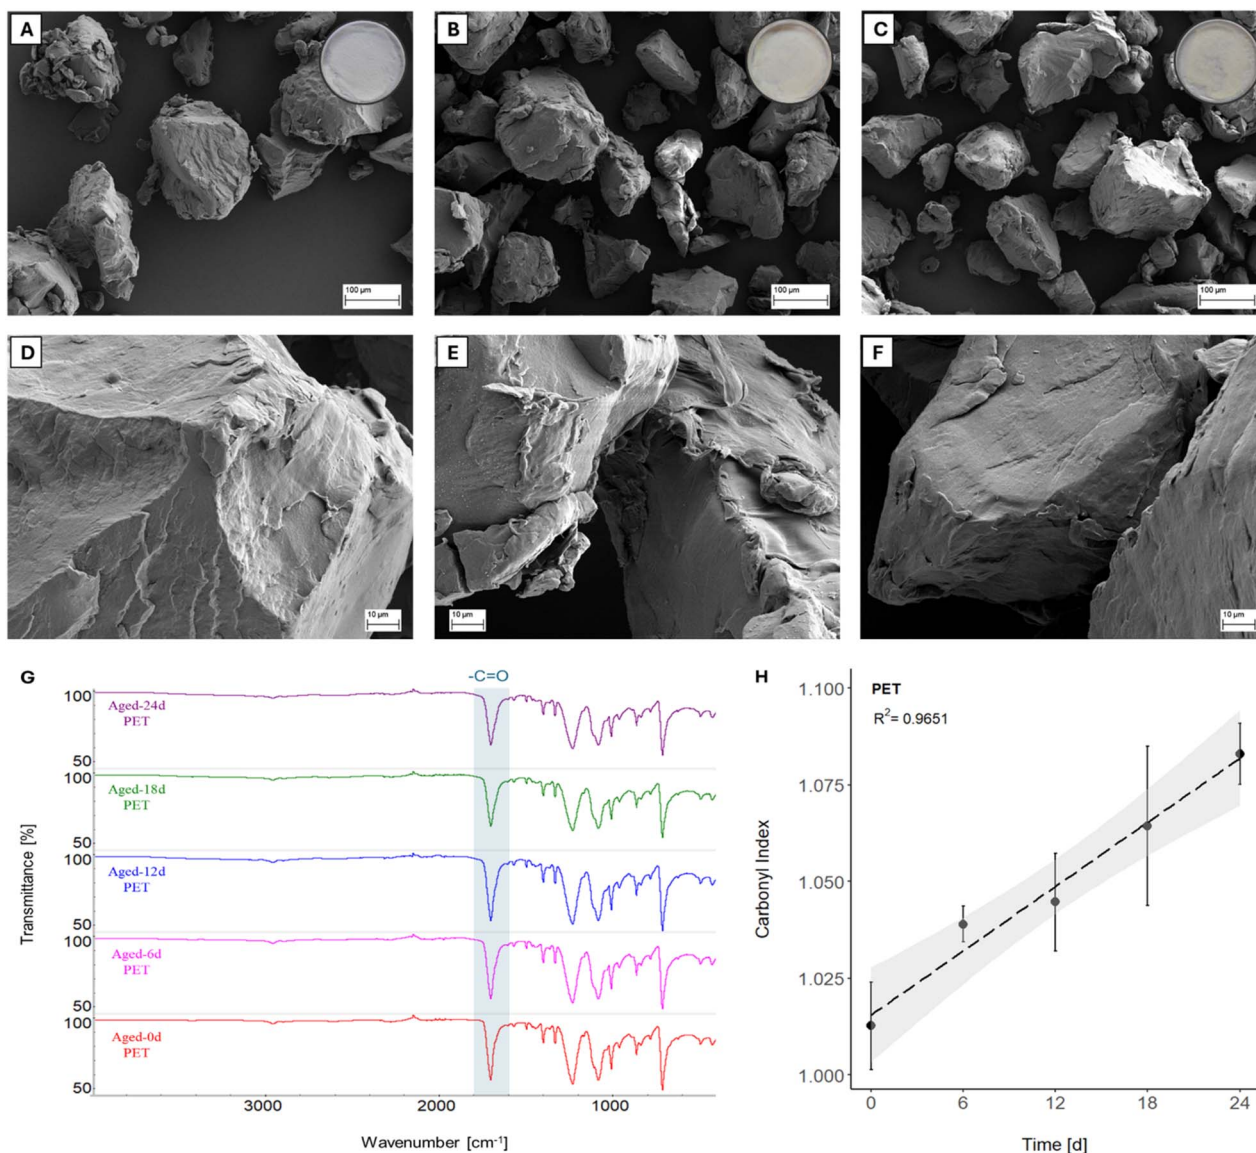 A
B
C
100 µm
100 µm
100 µm
D
E
F
10 µm
10 µm
10 µm
G
-C=O
100
Aged-24d
PET
50
100
Aged-18d
PET
50
100
Aged-12d
PET
50
100
Aged-6d
PET
50
100
Aged-0d
PET
50
Transmittance [%]
3000
2000
1000
Wavenumber [cm⁻¹]
H
PET
R²= 0.9651
1.100
1.075
1.050
1.025
1.000
Carbonyl Index
0
6
12
18
24
Time [d]